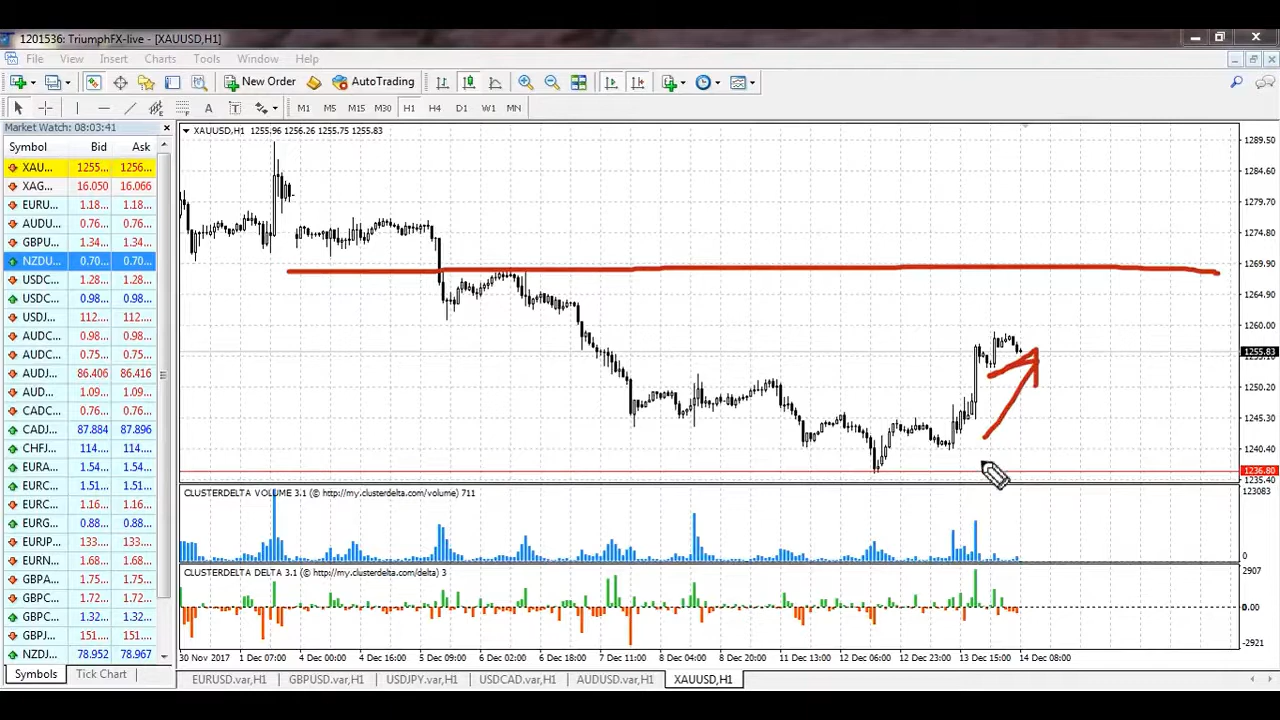 1201536: TriumphFX-live - [XAUUSD,H1]
File View Insert Charts Tools Window Help
New Order AutoTrading
A T M1 M5 M15 M30 H1 H4 D1 W1 MN
Market Watch: 08:03:41
Symbol Bid Ask
XAU... 1255... 1256...
XAG... 16.050 16.066
EURU... 1.18... 1.18...
AUDU... 0.76... 0.76...
GBPU... 1.34... 1.34...
NZDU... 0.70... 0.70...
USDC... 1.28... 1.28...
USDC... 0.98... 0.98...
USDJ... 112.... 112....
AUDC... 0.98... 0.98...
AUDC... 0.75... 0.75...
AUDJ... 86.406 86.416
AUD... 1.09... 1.09...
CADC... 0.76... 0.76...
CADJ... 87.884 87.896
CHFJ... 114.... 114....
EURA... 1.54... 1.54...
EURC... 1.51... 1.51...
EURC... 1.16... 1.16...
EURG... 0.88... 0.88...
EURJP... 133.... 133....
EURN... 1.68... 1.68...
GBPA... 1.75... 1.75...
GBPC... 1.72... 1.72...
GBPC... 1.32... 1.32...
GBPJ... 151.... 151....
NZDJ... 78.952 78.967
Symbols Tick Chart
XAUUSD,H1 1255.96 1256.26 1255.75 1255.83
1289.50
1284.60
1279.70
1275.20
1269.90
1264.90
1260.00
1255.83
1250.20
1245.30
1240.40
1236.80
1235.40
CLUSTERDELTA VOLUME 3.1 (© http://my.clusterdelta.com/volume) 711
123083
0
CLUSTERDELTA DELTA 3.1 (© http://my.clusterdelta.com/delta) 3
2907
0.00
-2921
30 Nov 2017 1 Dec 07:00 4 Dec 00:00 4 Dec 16:00 5 Dec 09:00 6 Dec 02:00 6 Dec 18:00 7 Dec 11:00 8 Dec 04:00 8 Dec 20:00 11 Dec 13:00 12 Dec 06:00 12 Dec 23:00 13 Dec 15:00 14 Dec 08:00
EURUSD.var,H1 GBPUSD.var,H1 USDJPY.var,H1 USDCAD.var,H1 AUDUSD.var,H1 XAUUSD,H1